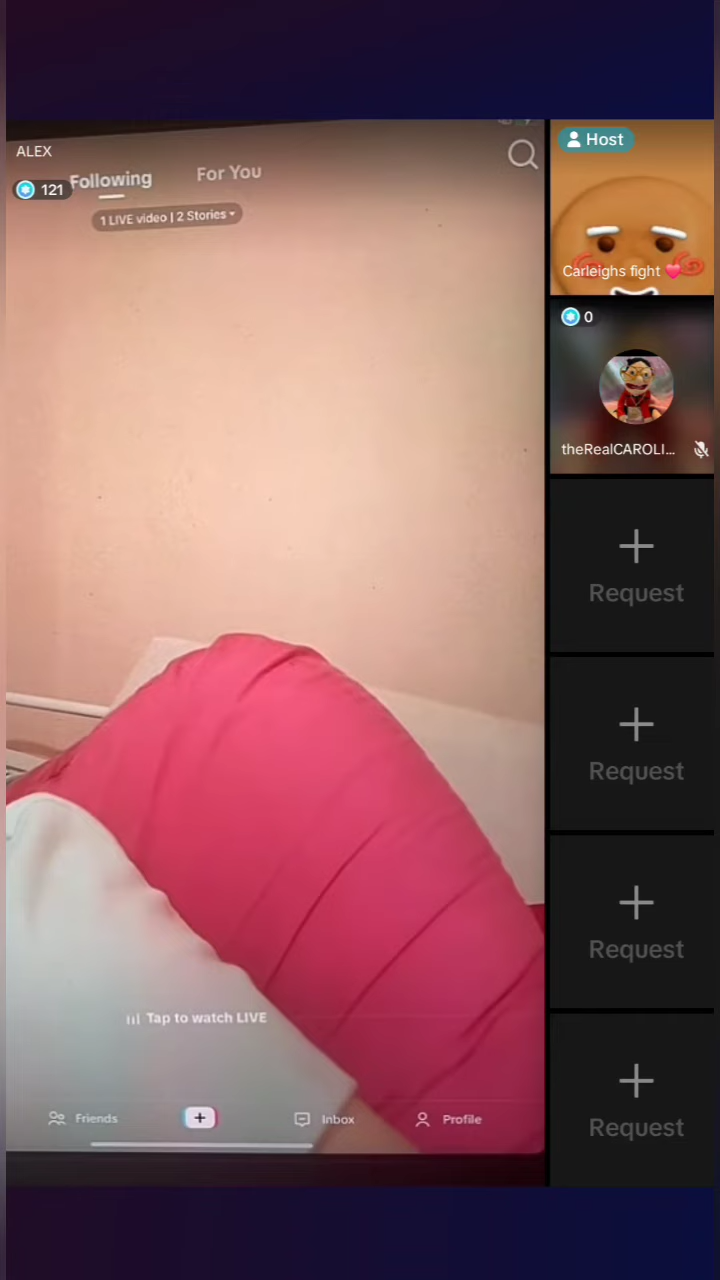 ALEX
121
Following
For You
1 LIVE video | 2 Stories
Tap to watch LIVE
Friends
Inbox
Profile
Host
Carleighs fight
0
theRealCAROLI...
Request
Request
Request
Request